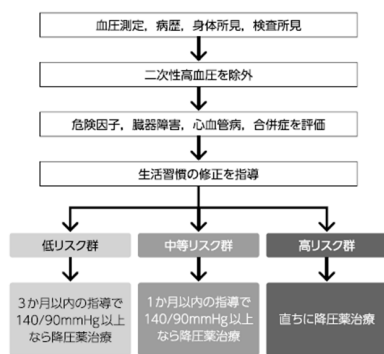 血圧測定，病歴，身体所見，検査所見
二次性高血圧を除外
危険因子，臓器障害，心血管病，合併症を評価
生活習慣の修正を指導
低リスク群
中等リスク群
高リスク群
3か月以内の指導で
140/90mmHg以上
なら降圧薬治療
1か月以内の指導で
140/90mmHg以上
なら降圧薬治療
直ちに降圧薬治療